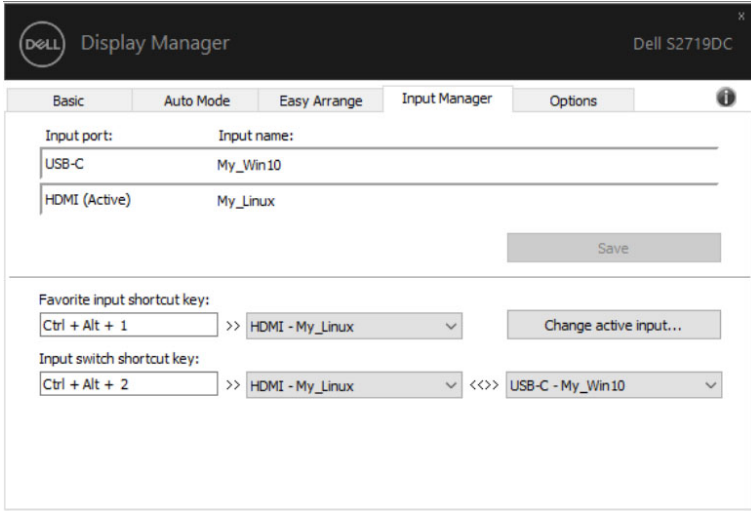 x
DELL Display Manager Dell S2719DC
Basic Auto Mode Easy Arrange Input Manager Options i
Input port: Input name:
USB-C My_Win10
HDMI (Active) My_Linux
Save
Favorite input shortcut key:
Ctrl + Alt + 1 >> HDMI - My_Linux Change active input...
Input switch shortcut key:
Ctrl + Alt + 2 >> HDMI - My_Linux <<>> USB-C - My_Win10